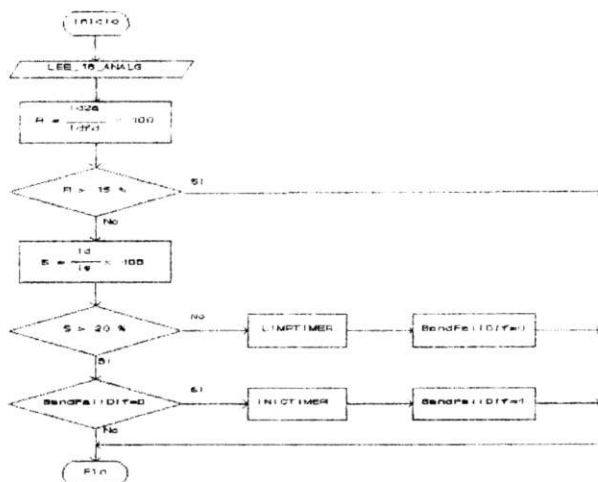 Inicio
LEE_16_ANALG
Id2a
R = ———— × 100
Idfd
R > 15 %
Si
No
Id
S = —— × 100
S > 20 %
No
LIMPTIMER
BandFallDif=0
Si
BandFallDif=0
Si
INICTIMER
BandFallDif=1
No
Fin